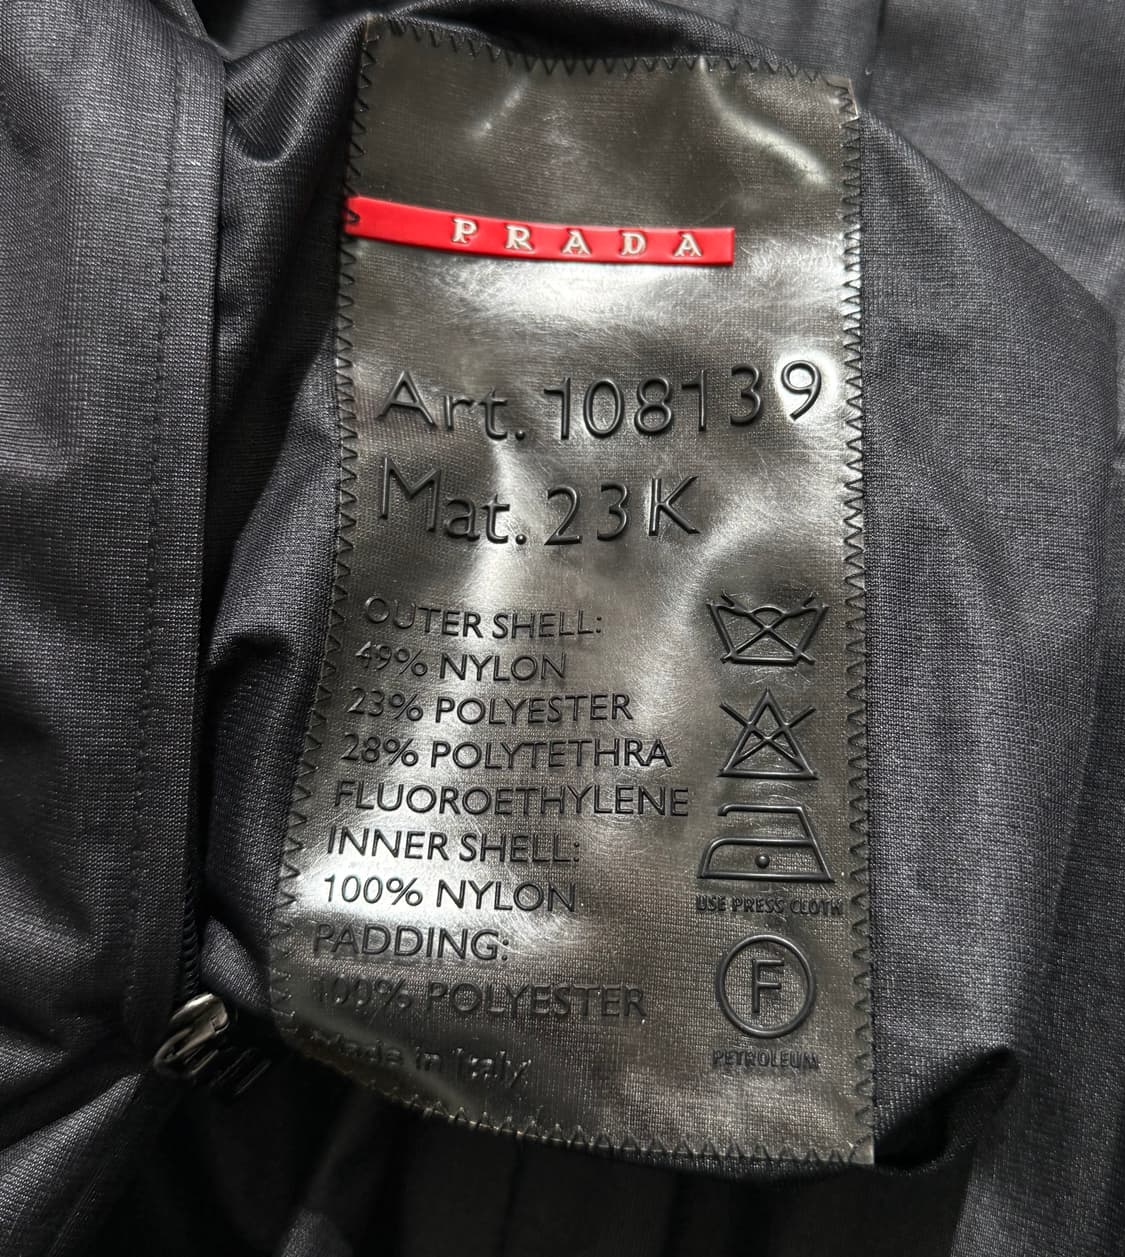 PRADA
Art. 108139
Mat. 23K
OUTER SHELL:
49% NYLON
23% POLYESTER
28% POLYTETHRA
FLUOROETHYLENE
INNER SHELL:
100% NYLON
PADDING:
100% POLYESTER
Made in Italy
USE PRESS CLOTH
F
PETROLEUM